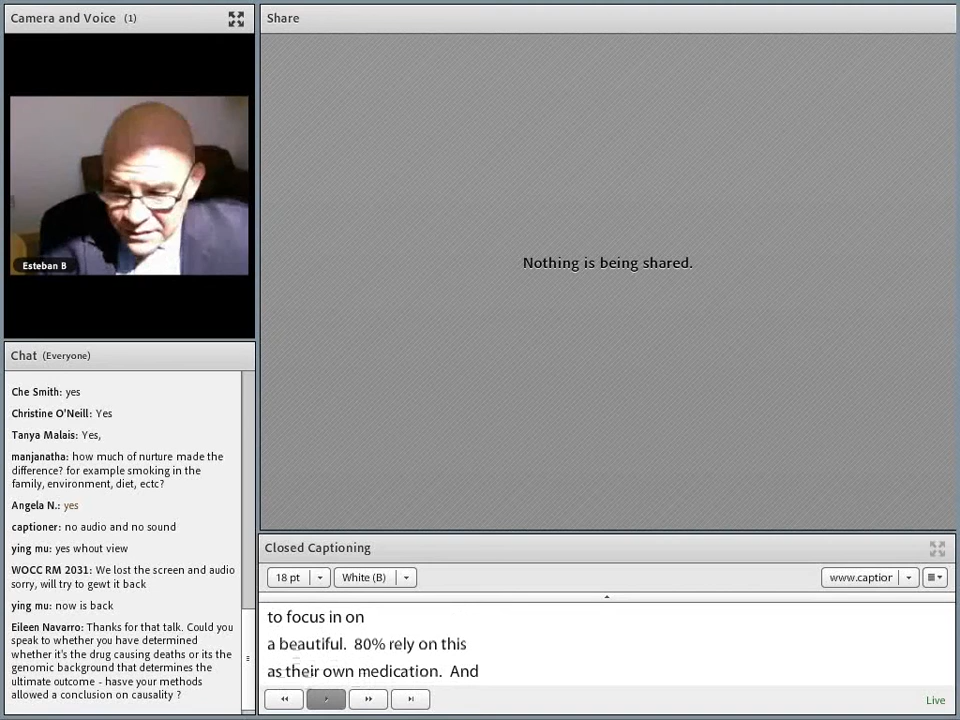 Camera and Voice (1)
Share
Esteban B
Nothing is being shared.
Chat (Everyone)
Che Smith: yes
Christine O'Neill: Yes
Tanya Malais: Yes,
manjanatha: how much of nurture made the
difference? for example smoking in the
family, environment, diet, ectc?
Angela N.: yes
captioner: no audio and no sound
ying mu: yes whout view
WOCC RM 2031: We lost the screen and audio
sorry, will try to gewt it back
ying mu: now is back
Eileen Navarro: Thanks for that talk. Could you
speak to whether you have determined
whether it's the drug causing deaths or its the
genomic background that determines the
ultimate outcome - hasve your methods
allowed a conclusion on causality ?
Closed Captioning
18 pt White (B) www.caption
to focus in on
a beautiful. 80% rely on this
as their own medication. And
Live